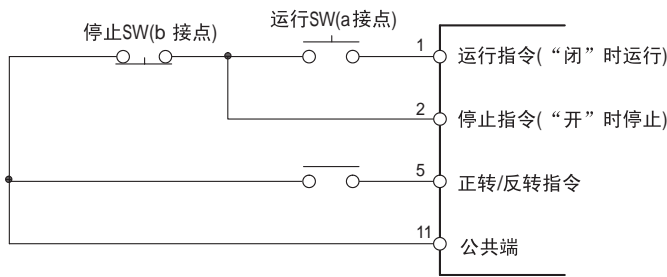 停止SW(b 接点)
运行SW(a接点)
1
运行指令(“闭”时运行)
2
停止指令(“开”时停止)
5
正转/反转指令
11
公共端